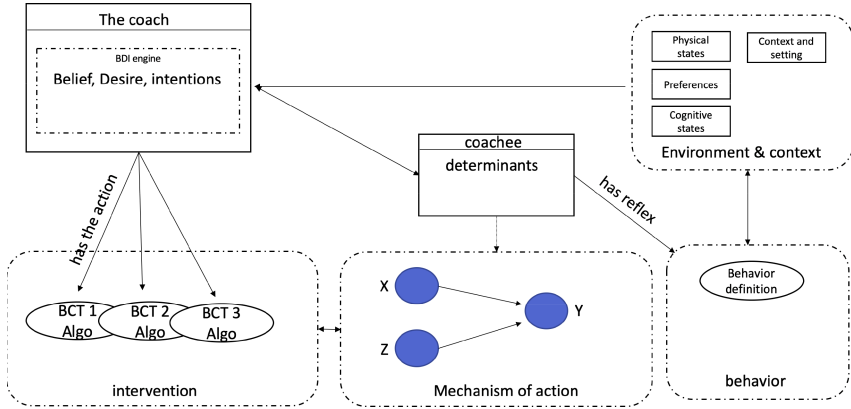 The coach
BDI engine
Belief, Desire, intentions
Physical
states
Context and
setting
Preferences
Cognitive
states
Environment & context
coachee
determinants
has the action
has reflex
BCT 1
Algo
BCT 2
Algo
BCT 3
Algo
intervention
X
Y
Z
Mechanism of action
Behavior
definition
behavior